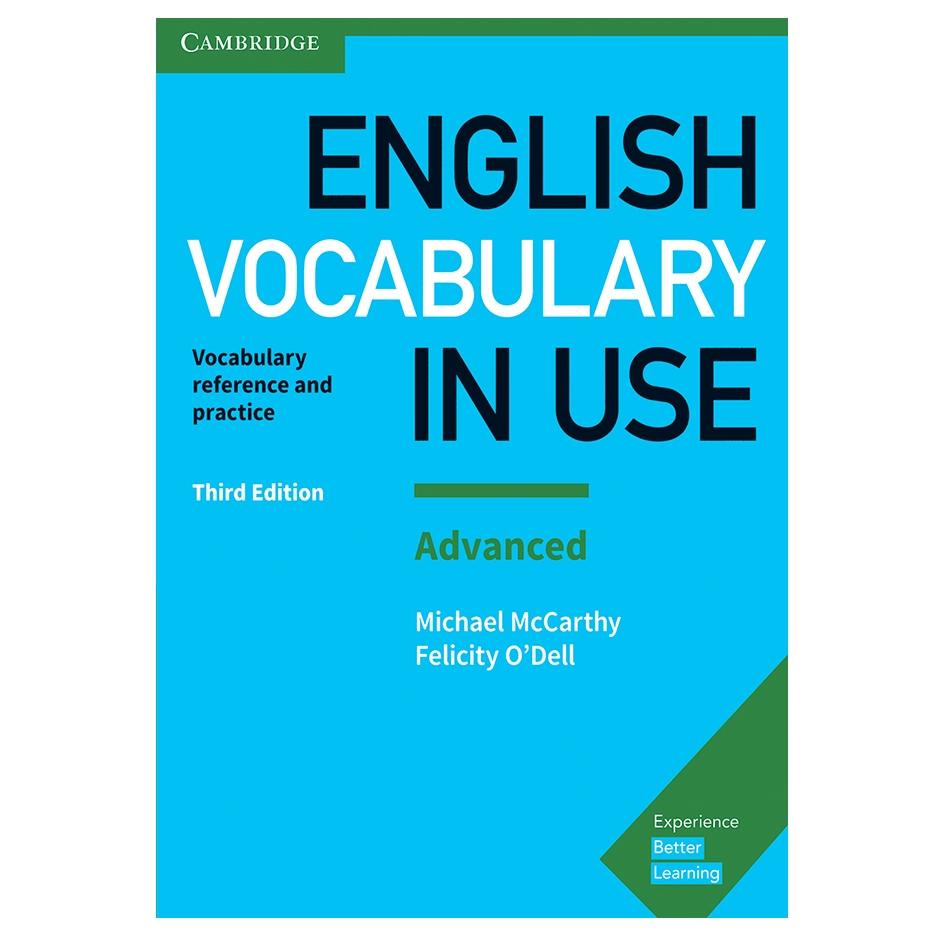 CAMBRIDGE
ENGLISH
VOCABULARY
IN USE
Vocabulary
reference and
practice
Third Edition
Advanced
Michael McCarthy
Felicity O’Dell
Experience
Better
Learning